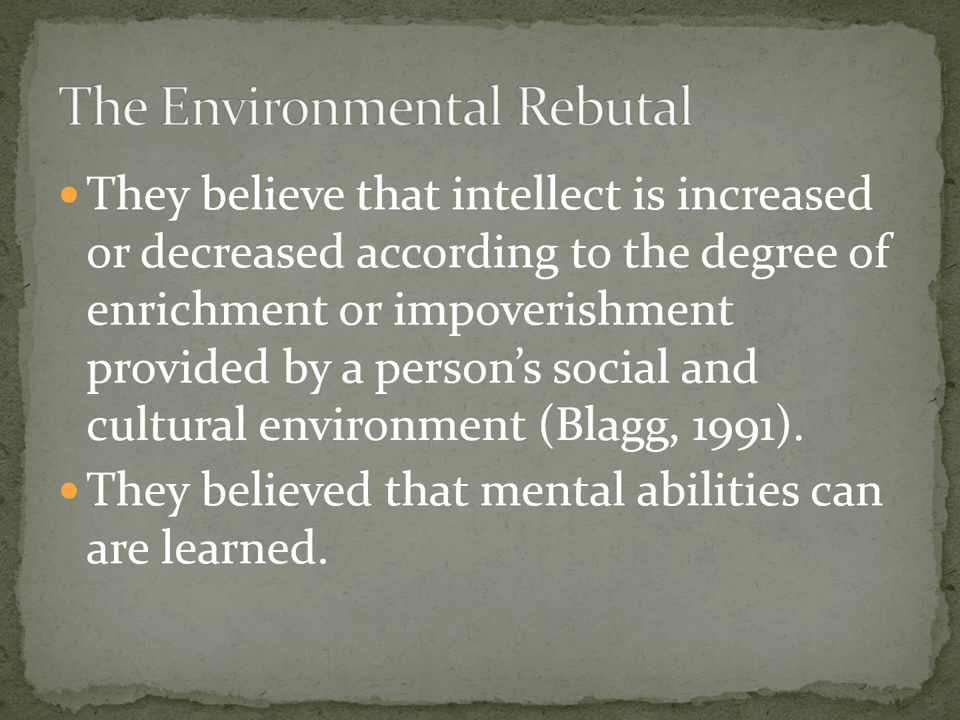 The Environmental Rebutal
They believe that intellect is increased
or decreased according to the degree of
enrichment or impoverishment
provided by a person’s social and
cultural environment (Blagg, 1991).
They believed that mental abilities can
are learned.